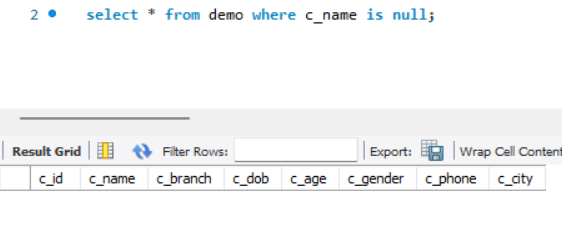 2 select * from demo where c_name is null;
Result Grid Filter Rows: Export: Wrap Cell Content
c_id c_name c_branch c_dob c_age c_gender c_phone c_city